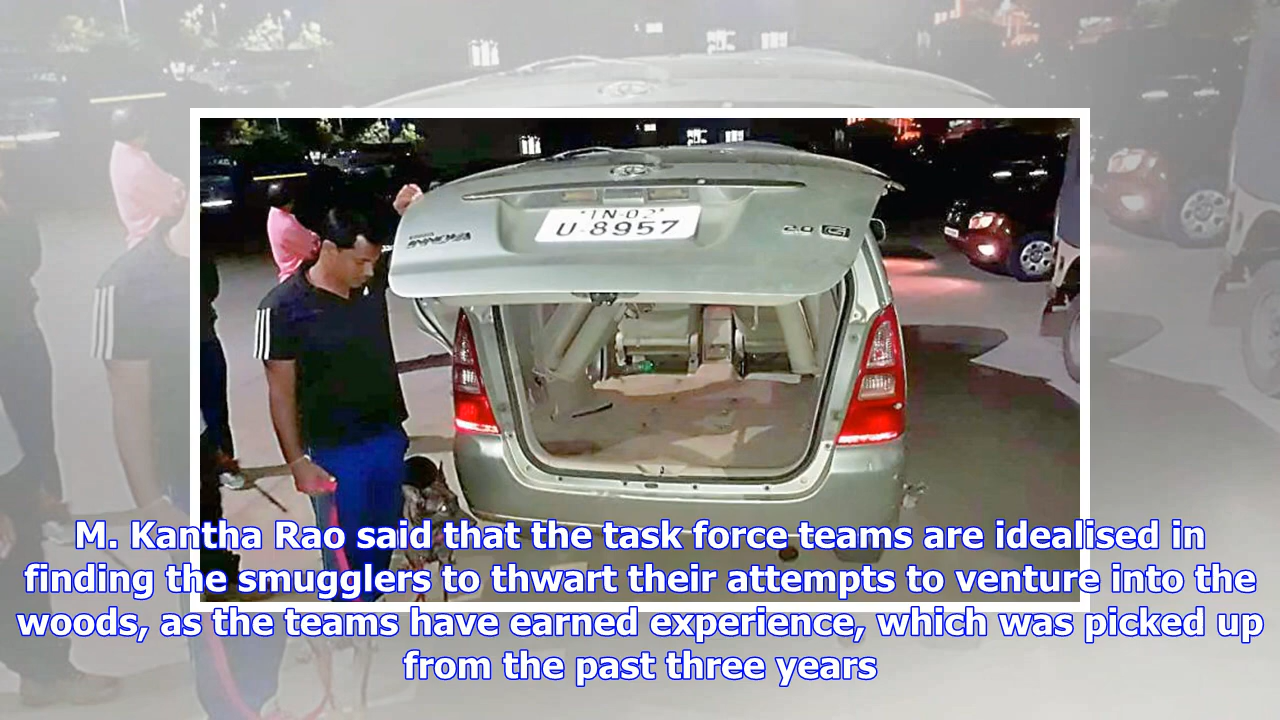 "TN-02"
U-8957
INNOVA
2.0 G
M. Kantha Rao said that the task force teams are idealised in
finding the smugglers to thwart their attempts to venture into the
woods, as the teams have earned experience, which was picked up
from the past three years